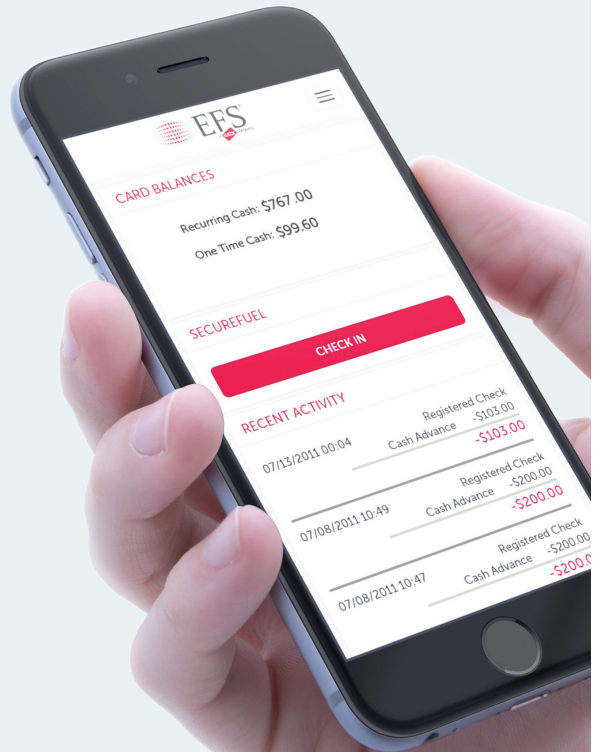 EFS
CARD BALANCES
Recurring Cash: $767.00
One Time Cash: $99.60
SECUREFUEL
CHECK IN
RECENT ACTIVITY
07/13/2011 00:04
Registered Check
Cash Advance -$103.00
-$103.00
07/08/2011 10:49
Registered Check
Cash Advance -$200.00
-$200.00
07/08/2011 10:47
Registered Check
Cash Advance -$200.00
-$200.0